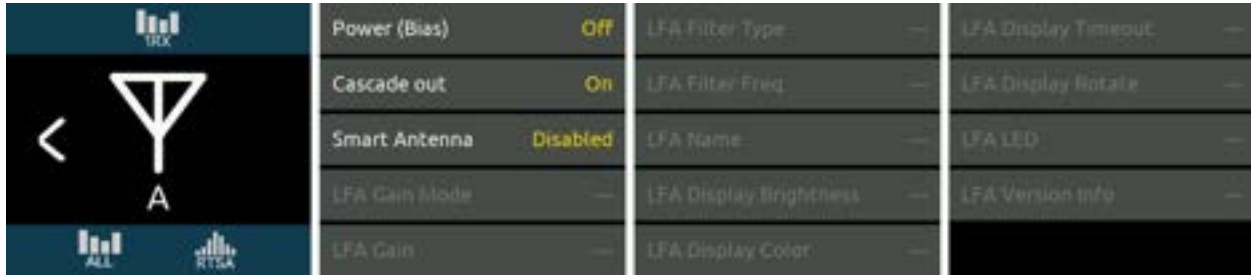 1RX
A
ALL RTSA
Power (Bias) Off
Cascade out On
Smart Antenna Disabled
LFA Gain Mode —
LFA Gain —
LFA Filter Type —
LFA Filter Freq —
LFA Name —
LFA Display Brightness —
LFA Display Color —
LFA Display Timeout —
LFA Display Rotate —
LFA LED —
LFA Version Info —